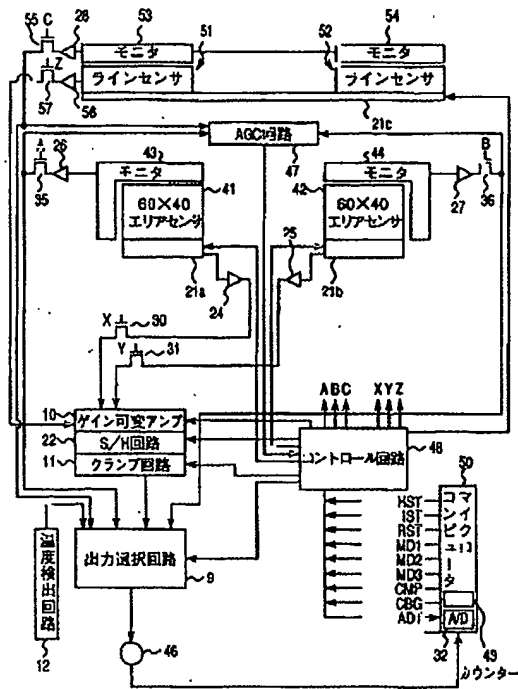 55 C 28 53 54
モニタ 51 52 モニタ
Z
ラインセンサ ラインセンサ
57 56
21c
AGC回路
A 26 43 47 44 B
モニタ モニタ
35 41 42 27 36
60×40 60×40
エリアセンサ エリアセンサ
25
21a 21b
24
X 30
Y 31
ABC XYZ
10 ゲイン可変アンプ
22 S/H回路
11 クランプ回路
コントロール回路 48
50
マイクロコンピュータ
HST
IST
RST
MD1
MD2
MD3
CMP
CBG
ADT
A/D
出力選択回路
9
温度検出回路
12
32 49
カウンター
46